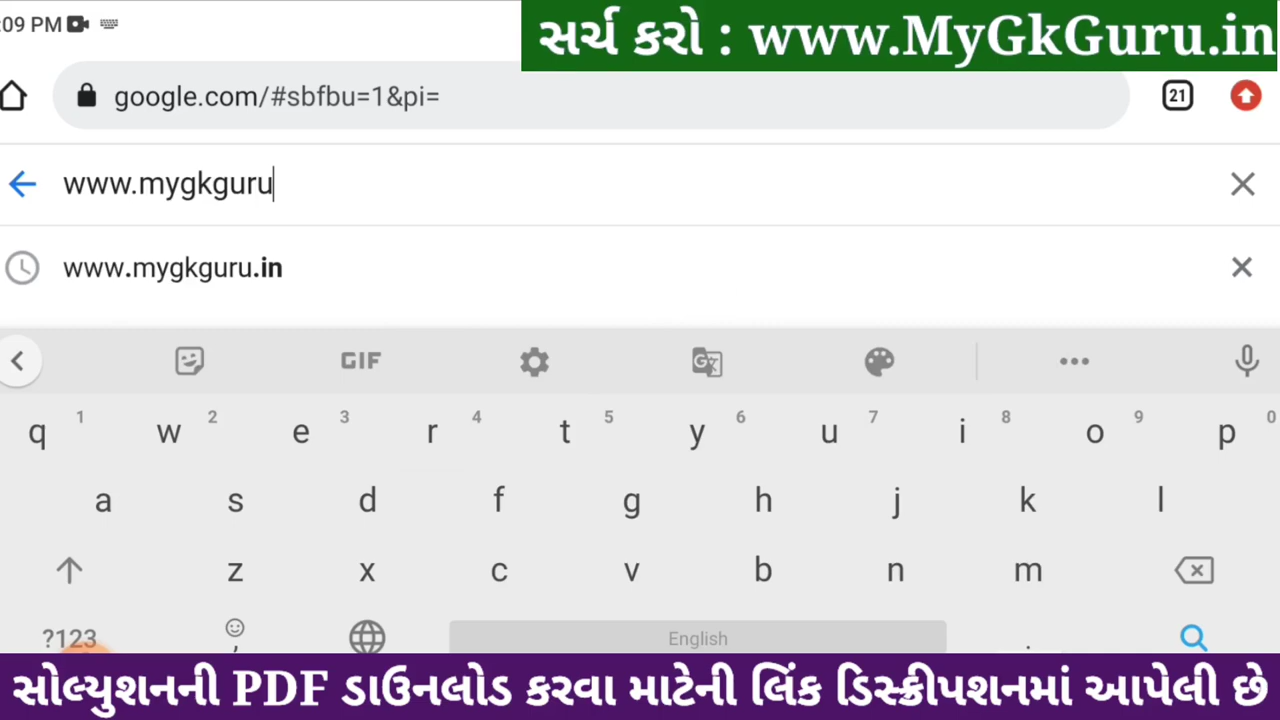 :09 PM
સર્ચ કરો : www.MyGkGuru.in
google.com/#sbfbu=1&pi=
21
www.mygkguru
www.mygkguru.in
GIF
G
q 1 w 2 e 3 r 4 t 5 y 6 u 7 i 8 o 9 p 0
a s d f g h j k l
z x c v b n m
?123 , English .
સોલ્યુશનની PDF ડાઉનલોડ કરવા માટેની લિંક ડિસ્ક્રીપશનમાં આપેલી છે